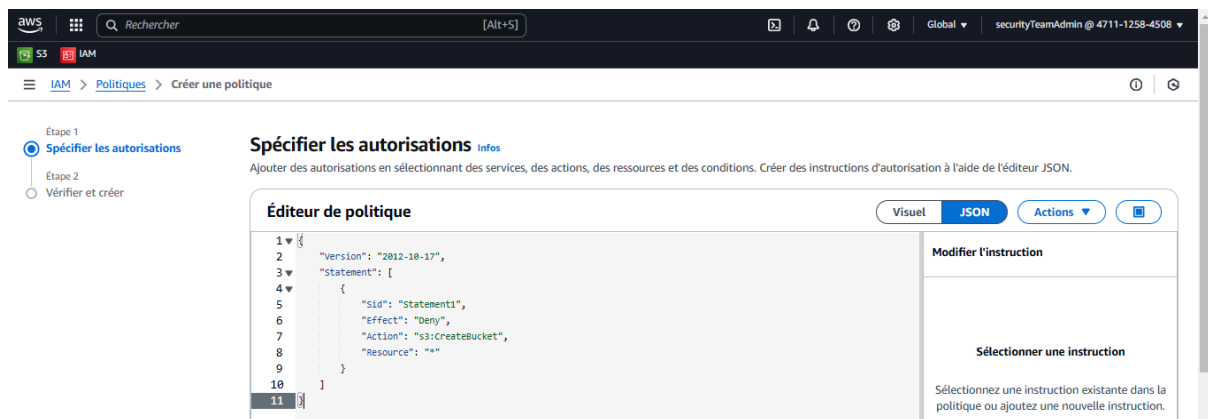 aws Rechercher [Alt+S] Global securityTeamAdmin @ 4711-1258-4508
S3 IAM
IAM > Politiques > Créer une politique
Étape 1
Spécifier les autorisations
Étape 2
Vérifier et créer
Spécifier les autorisations Infos
Ajouter des autorisations en sélectionnant des services, des actions, des ressources et des conditions. Créer des instructions d'autorisation à l'aide de l'éditeur JSON.
Éditeur de politique Visuel JSON Actions
1 {
2 "Version": "2012-10-17",
3 "Statement": [
4 {
5 "Sid": "Statement1",
6 "Effect": "Deny",
7 "Action": "s3:CreateBucket",
8 "Resource": "*"
9 }
10 ]
11 }
Modifier l'instruction
Sélectionner une instruction
Sélectionnez une instruction existante dans la
politique ou ajoutez une nouvelle instruction.